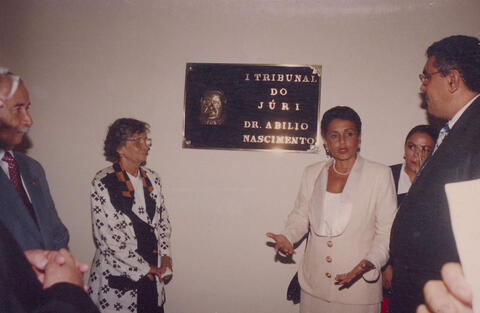 I TRIBUNAL
DO
JÚRI
DR. ABILIO
NASCIMENTO